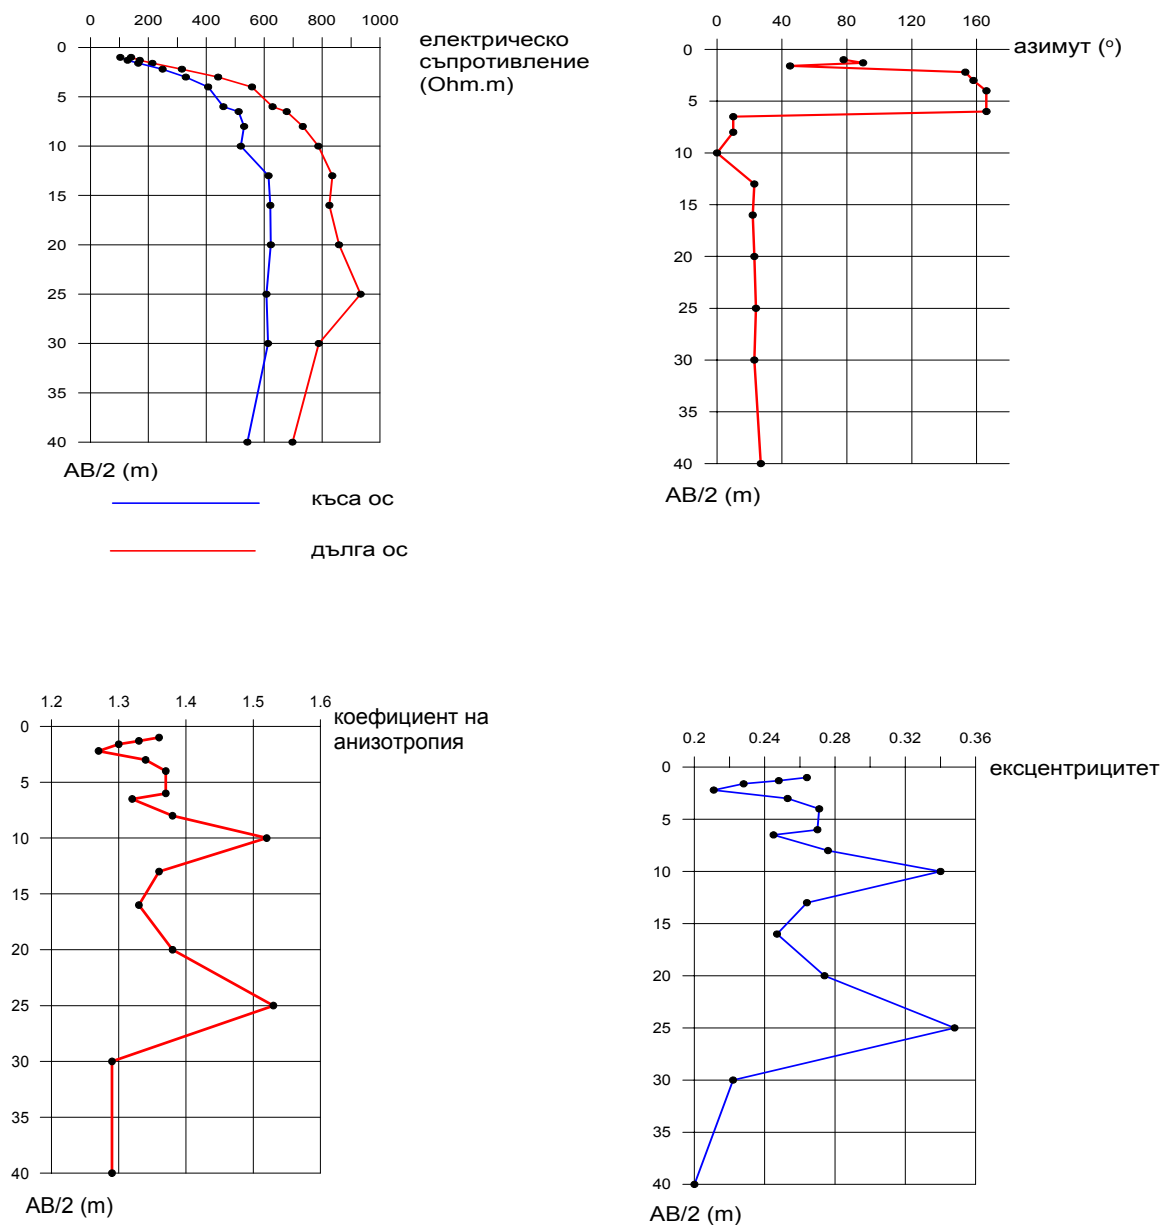 0 200 400 600 800 1000
електрическо
съпротивление
(Ohm.m)
0
5
10
15
20
25
30
35
40
AB/2 (m)
къса ос
дълга ос
0 40 80 120 160
азимут (°)
0
5
10
15
20
25
30
35
40
AB/2 (m)
1.2 1.3 1.4 1.5 1.6
коефициент на
анизотропия
0
5
10
15
20
25
30
35
40
AB/2 (m)
0.2 0.24 0.28 0.32 0.36
ексцентрицитет
0
5
10
15
20
25
30
35
40
AB/2 (m)